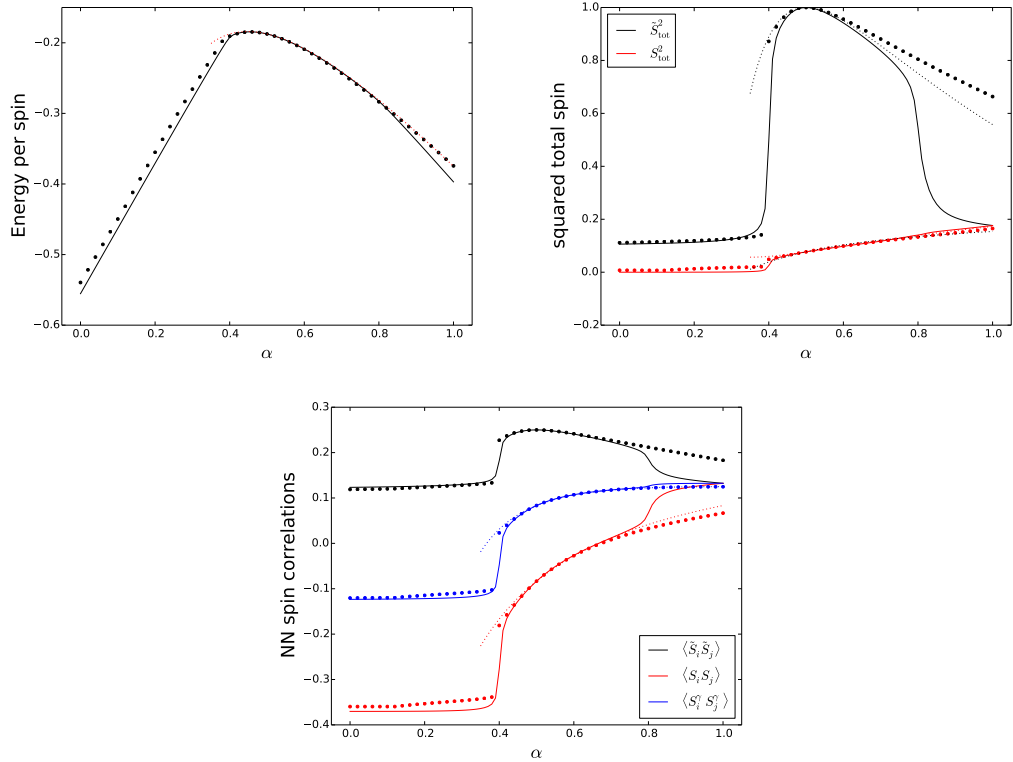 Energy per spin
−0.2
−0.3
−0.4
−0.5
−0.6
0.0 0.2 0.4 0.6 0.8 1.0
α
squared total spin
1.0
0.8
0.6
0.4
0.2
0.0
−0.2
S̃²tot
S²tot
0.0 0.2 0.4 0.6 0.8 1.0
α
NN spin correlations
0.3
0.2
0.1
0.0
−0.1
−0.2
−0.3
−0.4
⟨S̃ᵢS̃ⱼ⟩
⟨SᵢSⱼ⟩
⟨Sᵢᵞ Sⱼᵞ⟩
0.0 0.2 0.4 0.6 0.8 1.0
α